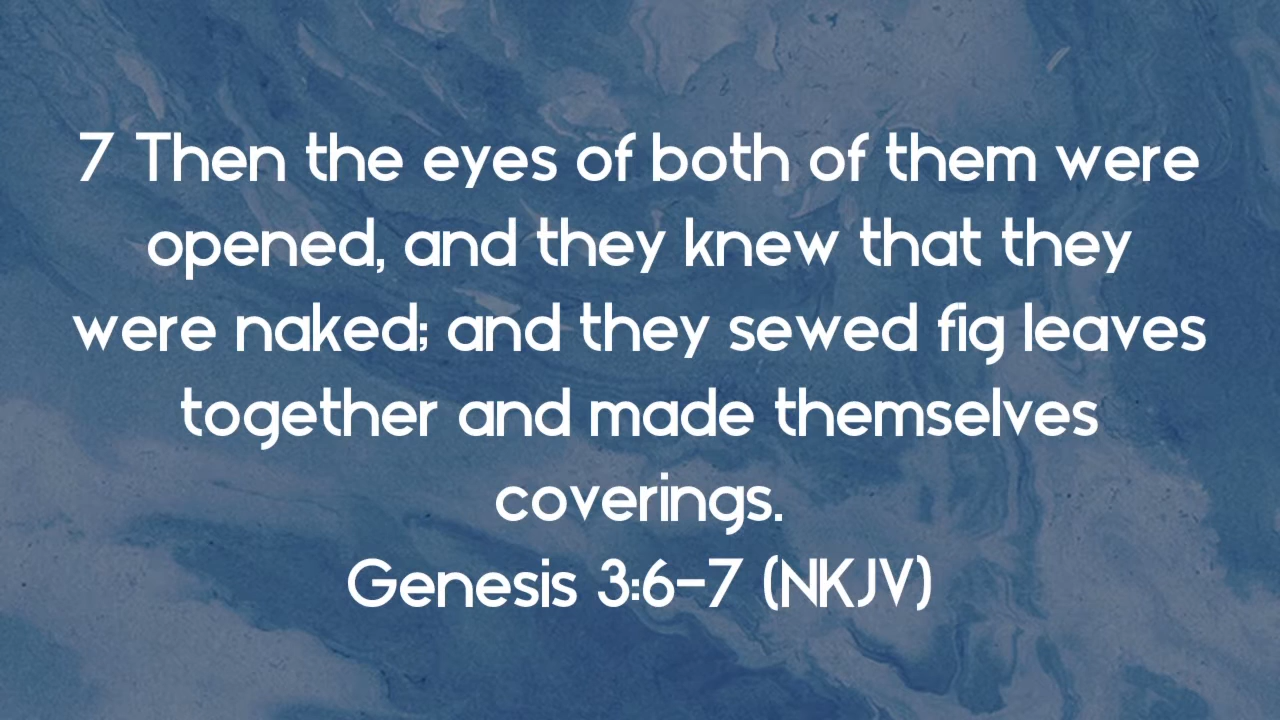 7 Then the eyes of both of them were
opened, and they knew that they
were naked; and they sewed fig leaves
together and made themselves
coverings.
Genesis 3:6-7 (NKJV)